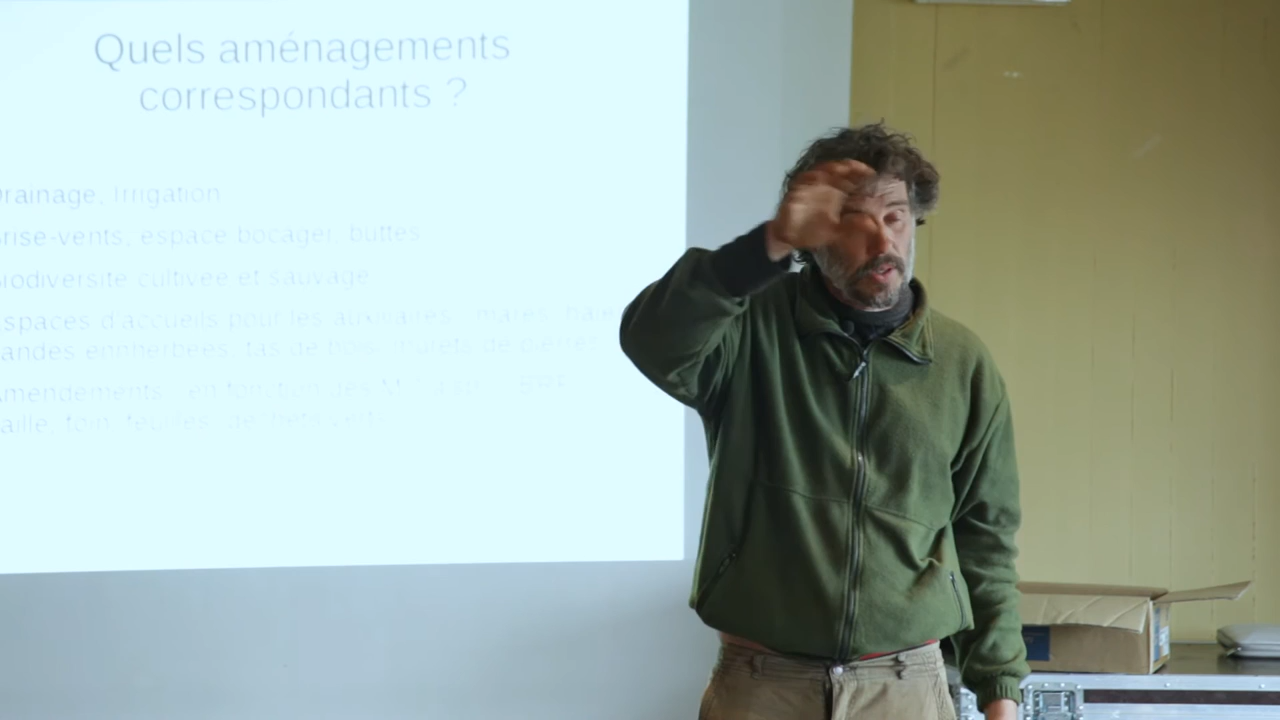 Quels aménagements
correspondants ?
rainage, Irrigation
rise-vents, espace bocager, buttes
iodiversité cultivée et sauvage
spaces d'accueils pour les auxiliaires : mares, haie
andes ennherbées, tas de bois, murets de pierre
mendements : en fonction des
aille, foin, feuilles,